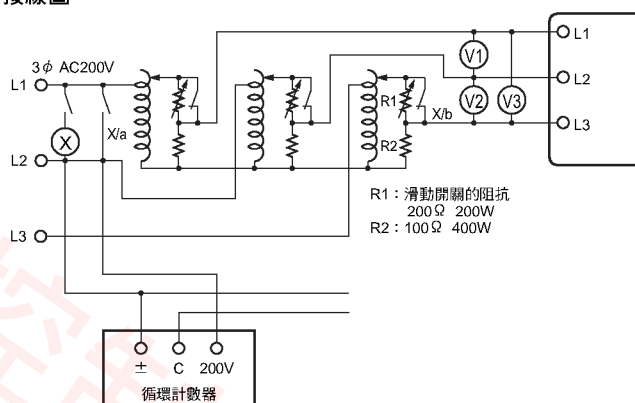 接線圖
3φ AC200V
L1
L2
L3
X
X/a
R1
R2
X/b
V1
V2
V3
L1
L2
L3
R1：滑動開關的阻抗
200Ω 200W
R2：100Ω 400W
± C 200V
循環計數器